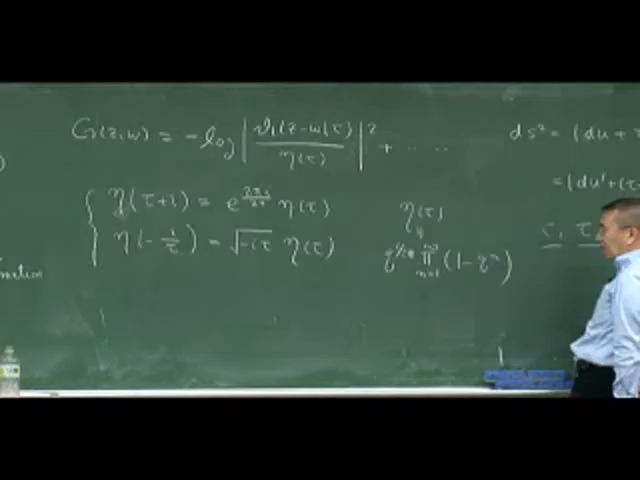 G(z,w) = -log | ϑ₁(z-w|τ) / η(τ) |² + ....
η(τ+1) = e^{2πi/24} η(τ)
η(-1/τ) = √-iτ η(τ)
η(τ)
q^{1/24} ∏_{n=1}^∞ (1-q^n)
ds² = |du +
= |du' + (τ-
τ, τ